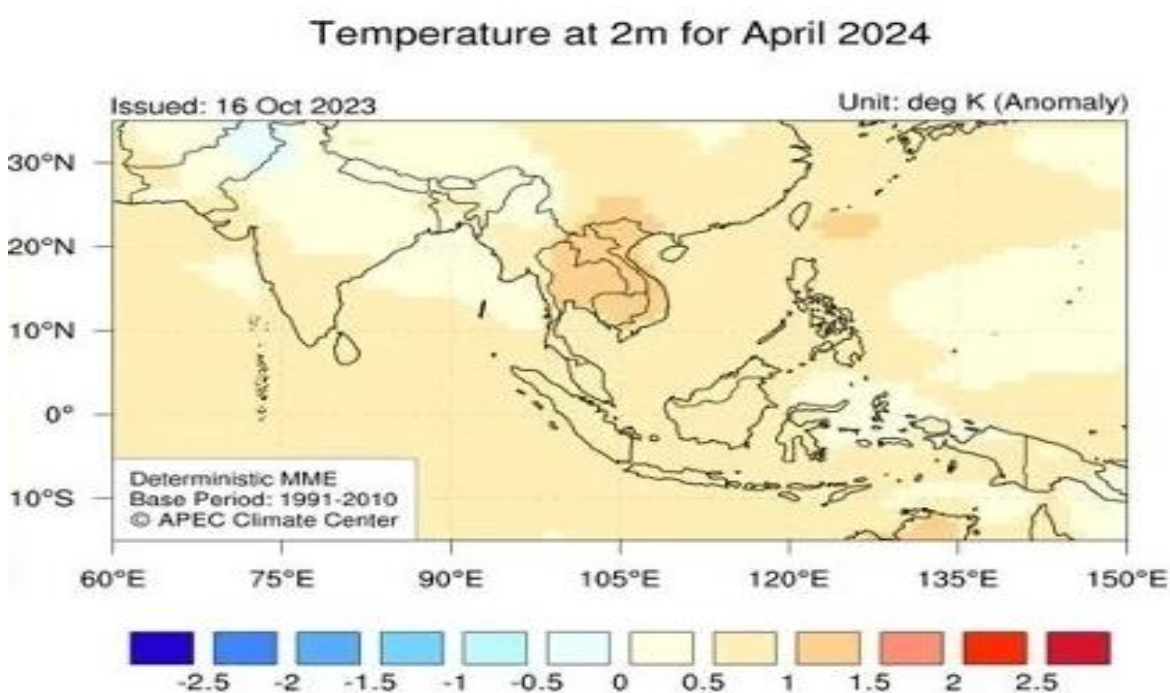 Temperature at 2m for April 2024
Issued: 16 Oct 2023
Unit: deg K (Anomaly)
30°N
20°N
10°N
0°
10°S
Deterministic MME
Base Period: 1991-2010
© APEC Climate Center
60°E 75°E 90°E 105°E 120°E 135°E 150°E
-2.5 -2 -1.5 -1 -0.5 0 0.5 1 1.5 2 2.5